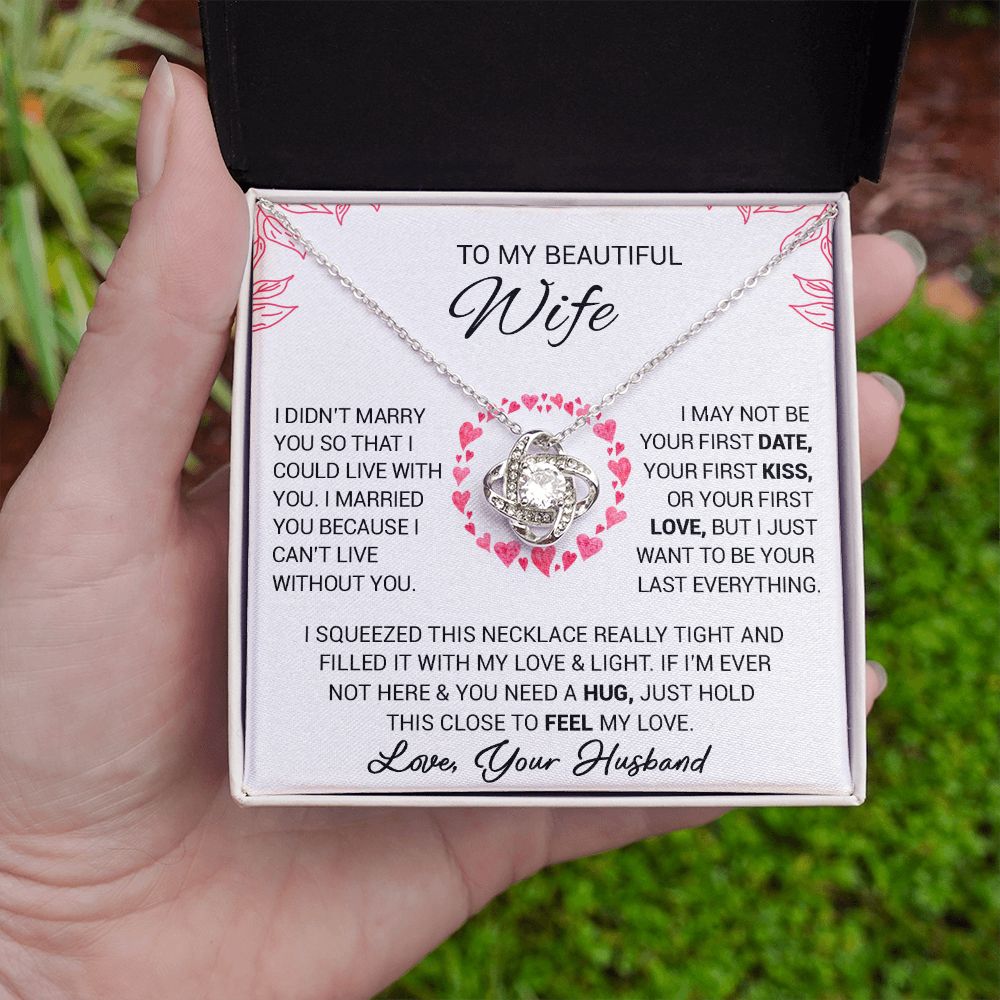 TO MY BEAUTIFUL
Wife
I DIDN'T MARRY
YOU SO THAT I
COULD LIVE WITH
YOU. I MARRIED
YOU BECAUSE I
CAN'T LIVE
WITHOUT YOU.
I MAY NOT BE
YOUR FIRST DATE,
YOUR FIRST KISS,
OR YOUR FIRST
LOVE, BUT I JUST
WANT TO BE YOUR
LAST EVERYTHING.
I SQUEEZED THIS NECKLACE REALLY TIGHT AND
FILLED IT WITH MY LOVE & LIGHT. IF I'M EVER
NOT HERE & YOU NEED A HUG, JUST HOLD
THIS CLOSE TO FEEL MY LOVE.
Love, Your Husband